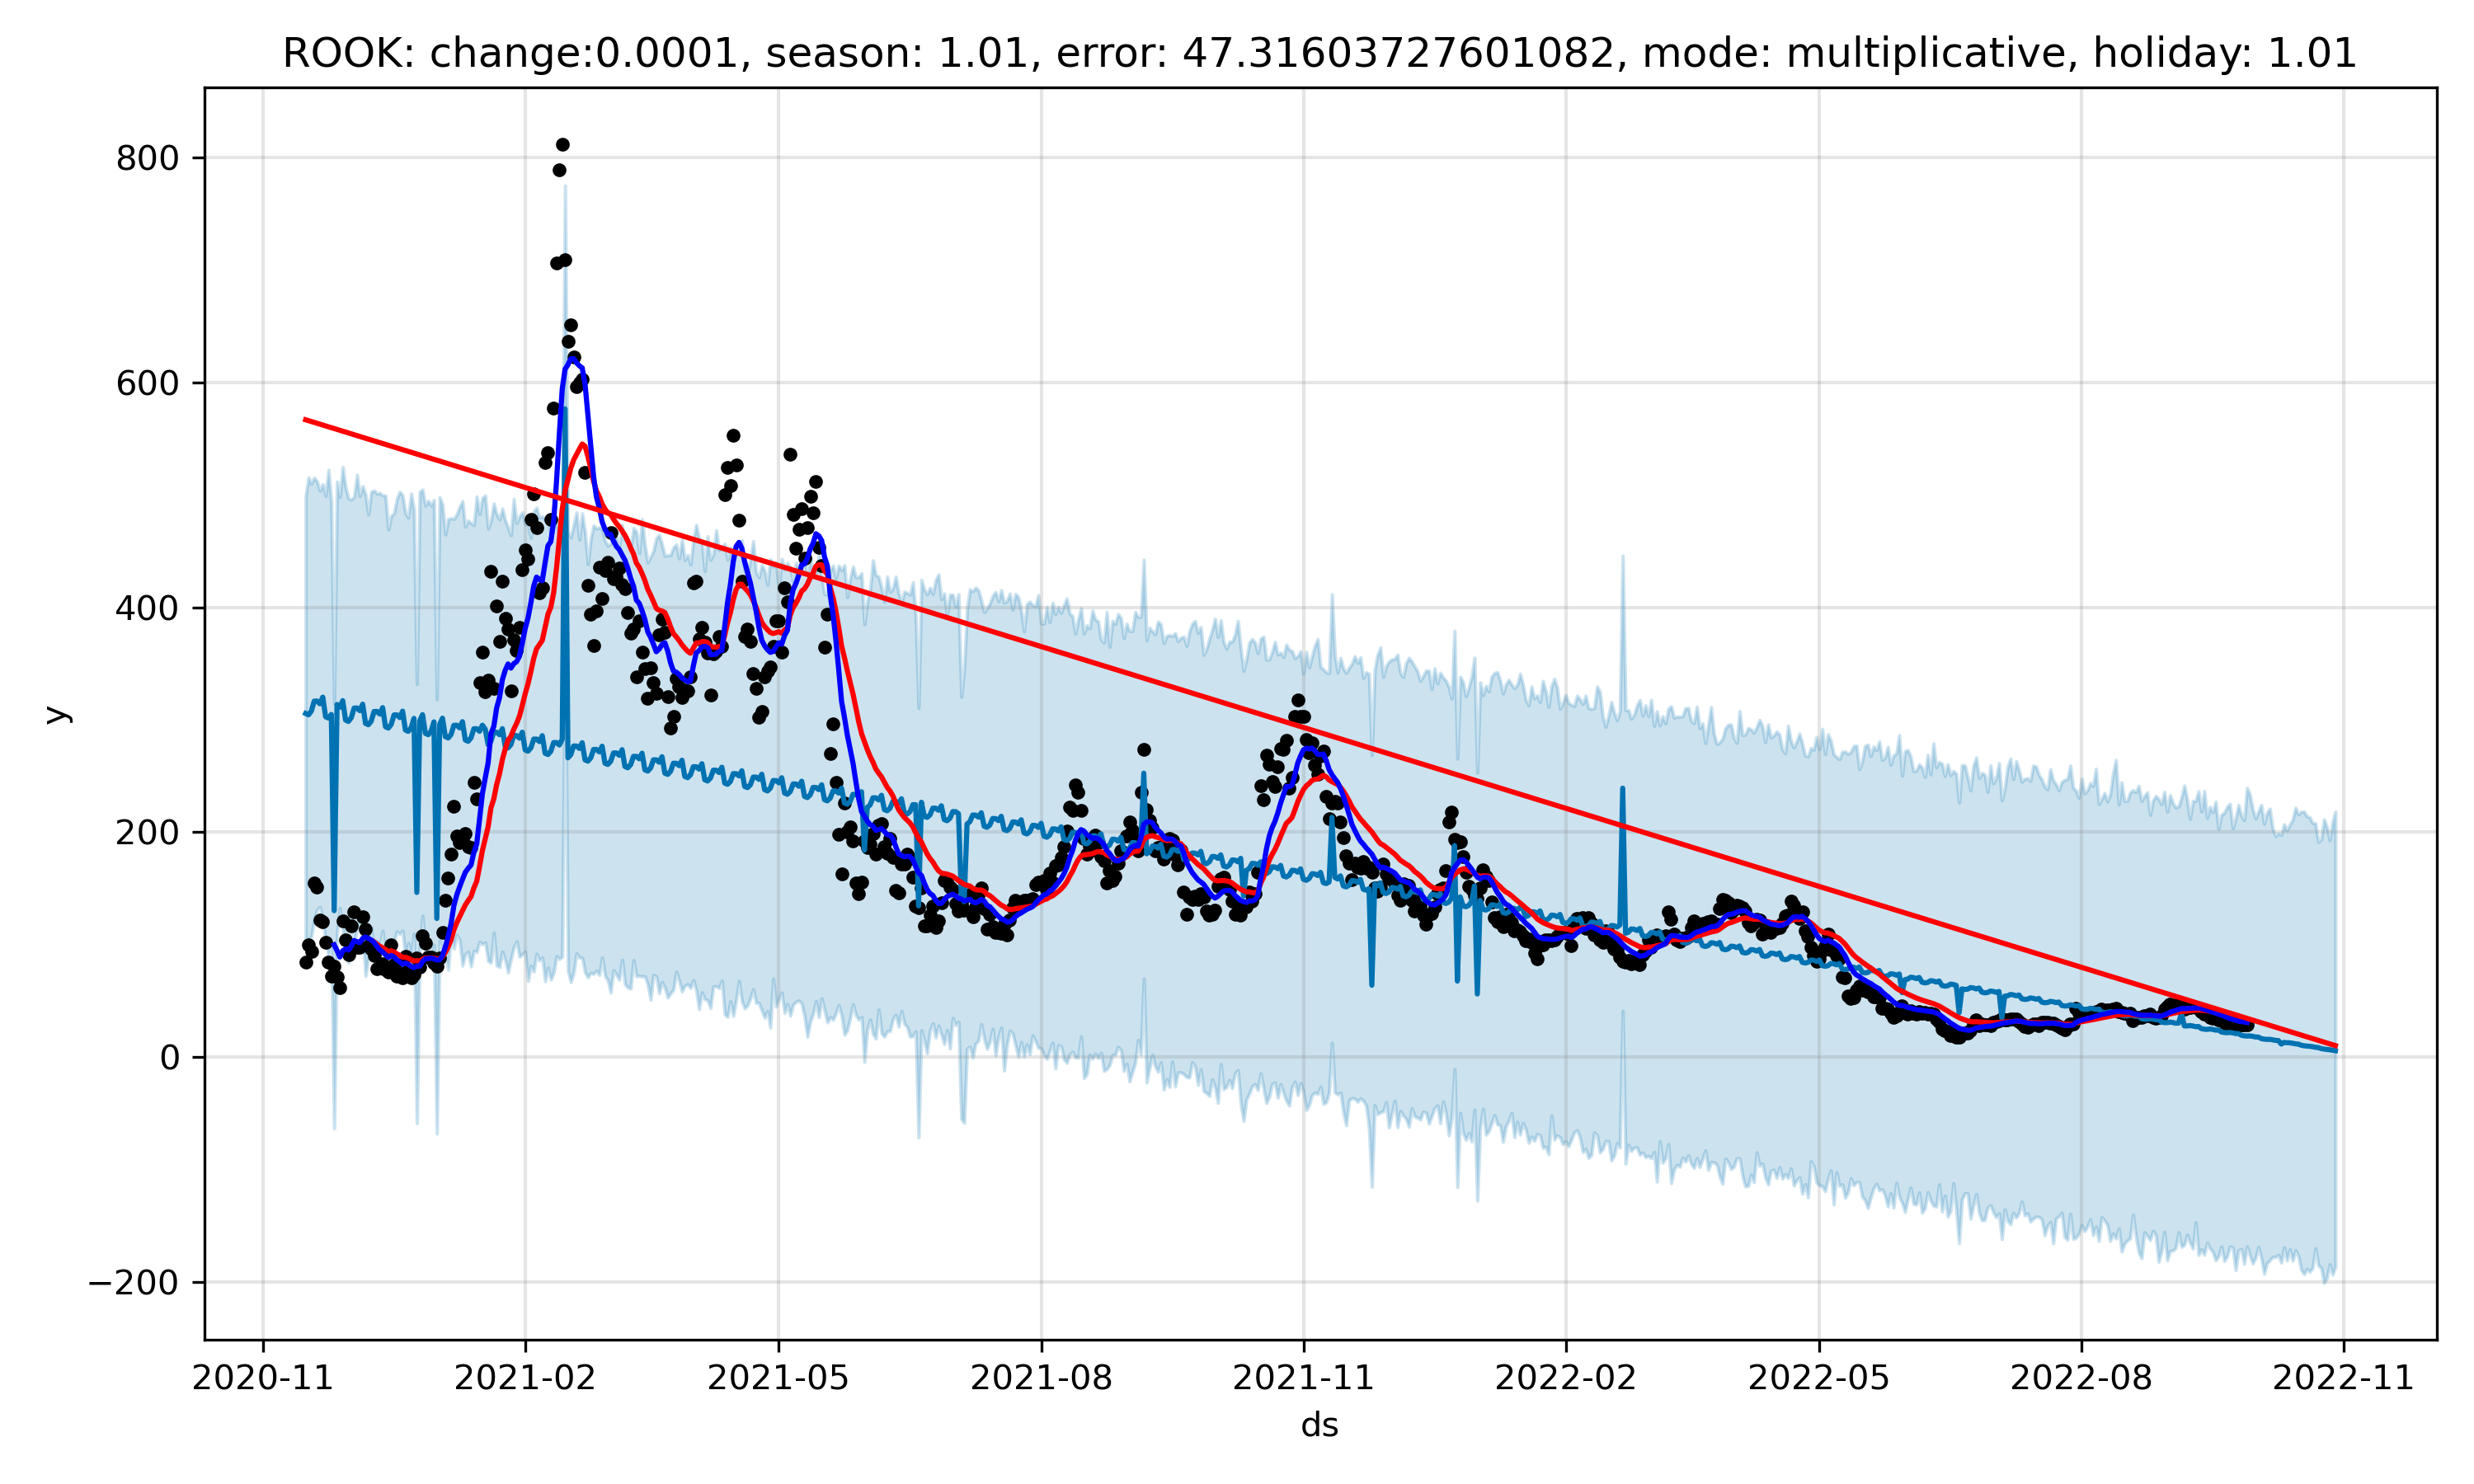 ROOK: change:0.0001, season: 1.01, error: 47.31603727601082, mode: multiplicative, holiday: 1.01
800
600
400
200
0
−200
y
2020-11 2021-02 2021-05 2021-08 2021-11 2022-02 2022-05 2022-08 2022-11
ds